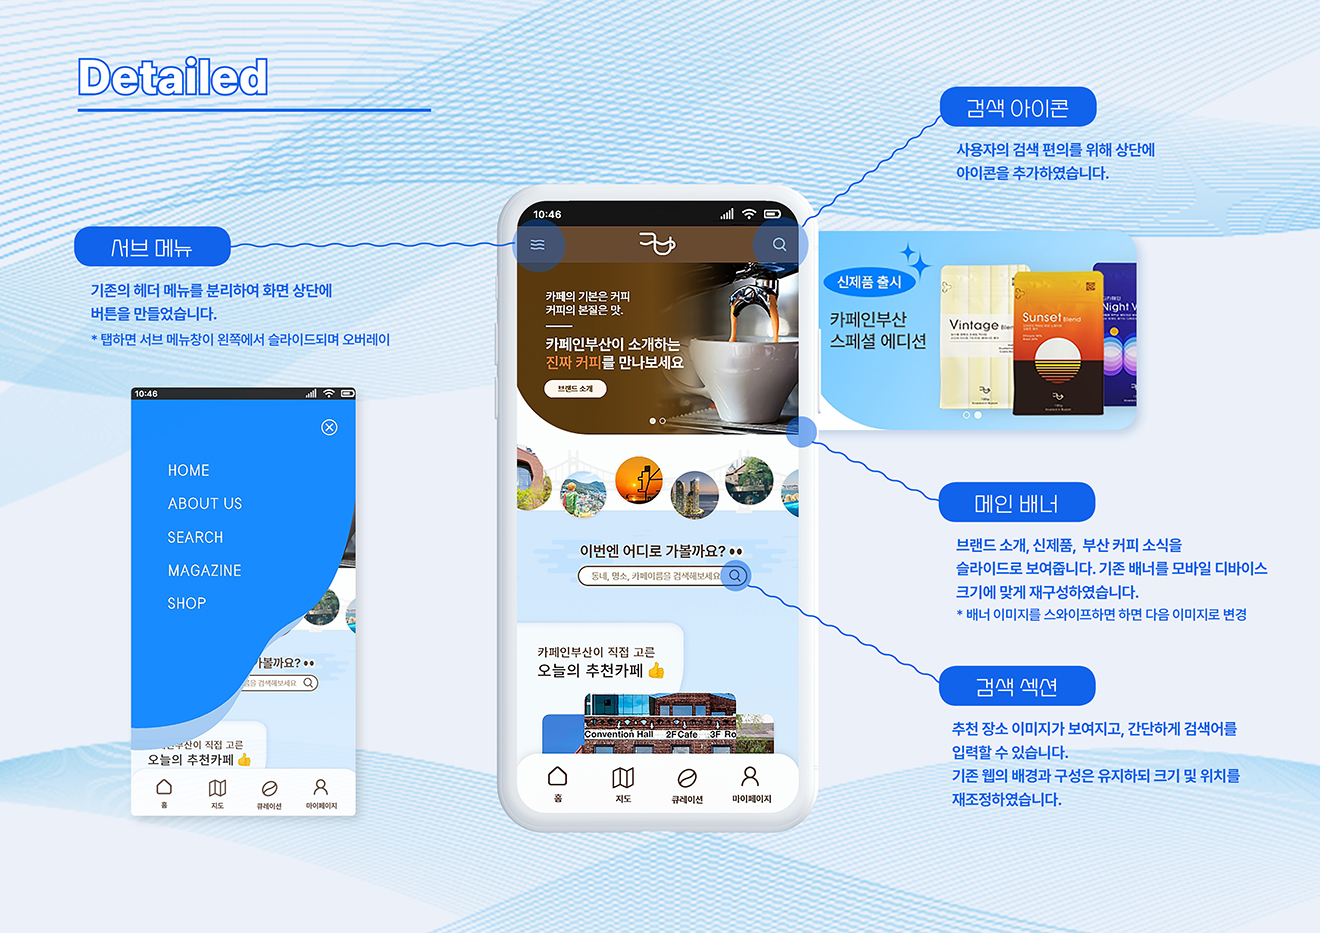 Detailed
검색 아이콘
사용자의 검색 편의를 위해 상단에
아이콘을 추가하였습니다.
서브 메뉴
기존의 헤더 메뉴를 분리하여 화면 상단에
버튼을 만들었습니다.
* 탭하면 서브 메뉴창이 왼쪽에서 슬라이드되며 오버레이
10:46
HOME
ABOUT US
SEARCH
MAGAZINE
SHOP
가볼까요?
을 검색해보세요
인부산이 직접 고른
오늘의 추천카페
홈
지도
큐레이션
마이페이지
10:46
카페의 기본은 커피
커피의 본질은 맛.
카페인부산이 소개하는
진짜 커피를 만나보세요
브랜드 소개
이번엔 어디로 가볼까요?
동네, 명소, 카페이름을 검색해보세요
카페인부산이 직접 고른
오늘의 추천카페
Convention Hall 2F Cafe 3F Ro
홈
지도
큐레이션
마이페이지
신제품 출시
카페인부산
스페셜 에디션
Vintage Blen
Sunset Blend
Night V
메인 배너
브랜드 소개, 신제품, 부산 커피 소식을
슬라이드로 보여줍니다. 기존 배너를 모바일 디바이스
크기에 맞게 재구성하였습니다.
* 배너 이미지를 스와이프하면 하면 다음 이미지로 변경
검색 섹션
추천 장소 이미지가 보여지고, 간단하게 검색어를
입력할 수 있습니다.
기존 웹의 배경과 구성은 유지하되 크기 및 위치를
재조정하였습니다.